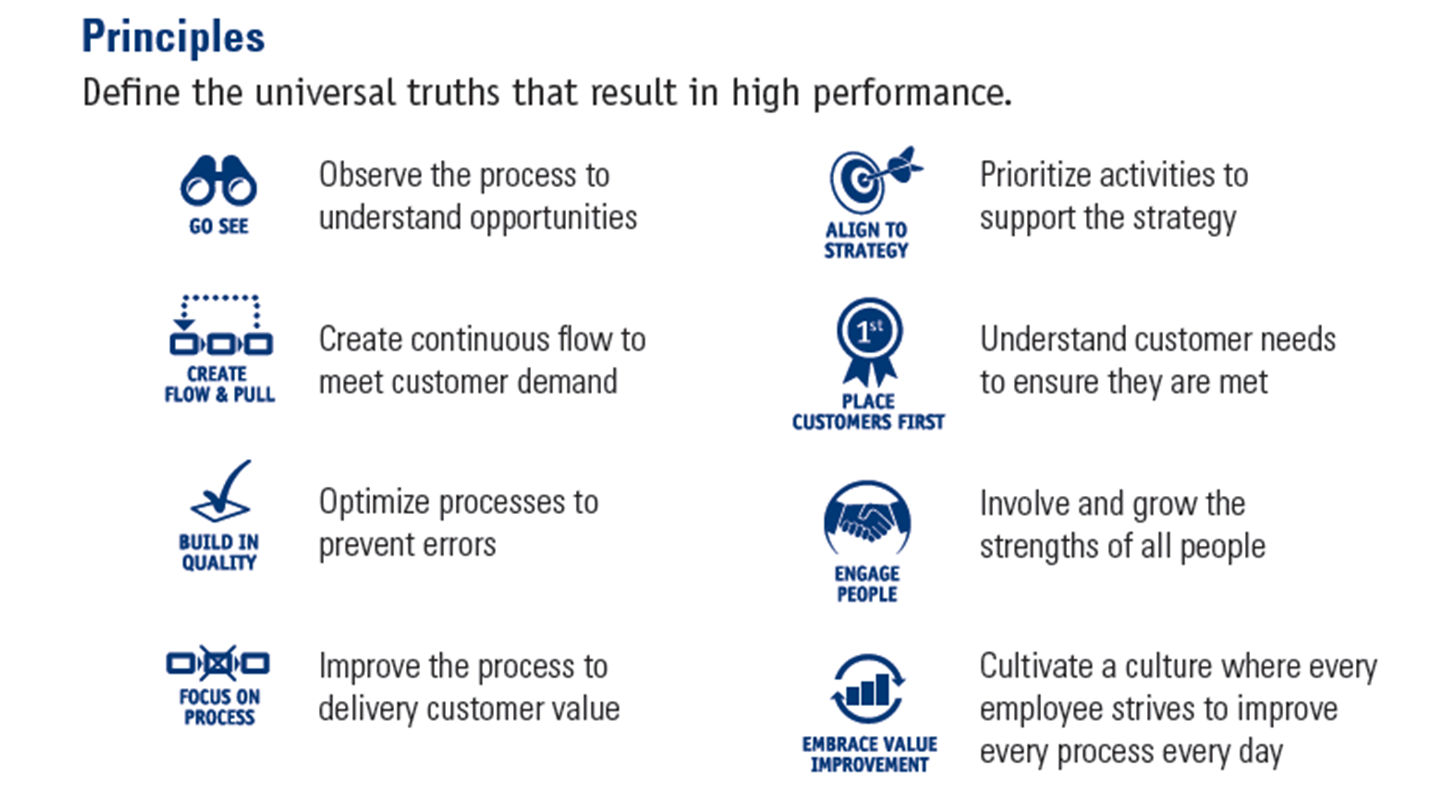 Principles
Define the universal truths that result in high performance.
GO SEE
Observe the process to
understand opportunities
CREATE
FLOW & PULL
Create continuous flow to
meet customer demand
BUILD IN
QUALITY
Optimize processes to
prevent errors
FOCUS ON
PROCESS
Improve the process to
delivery customer value
ALIGN TO
STRATEGY
Prioritize activities to
support the strategy
1st
PLACE
CUSTOMERS FIRST
Understand customer needs
to ensure they are met
ENGAGE
PEOPLE
Involve and grow the
strengths of all people
EMBRACE VALUE
IMPROVEMENT
Cultivate a culture where every
employee strives to improve
every process every day